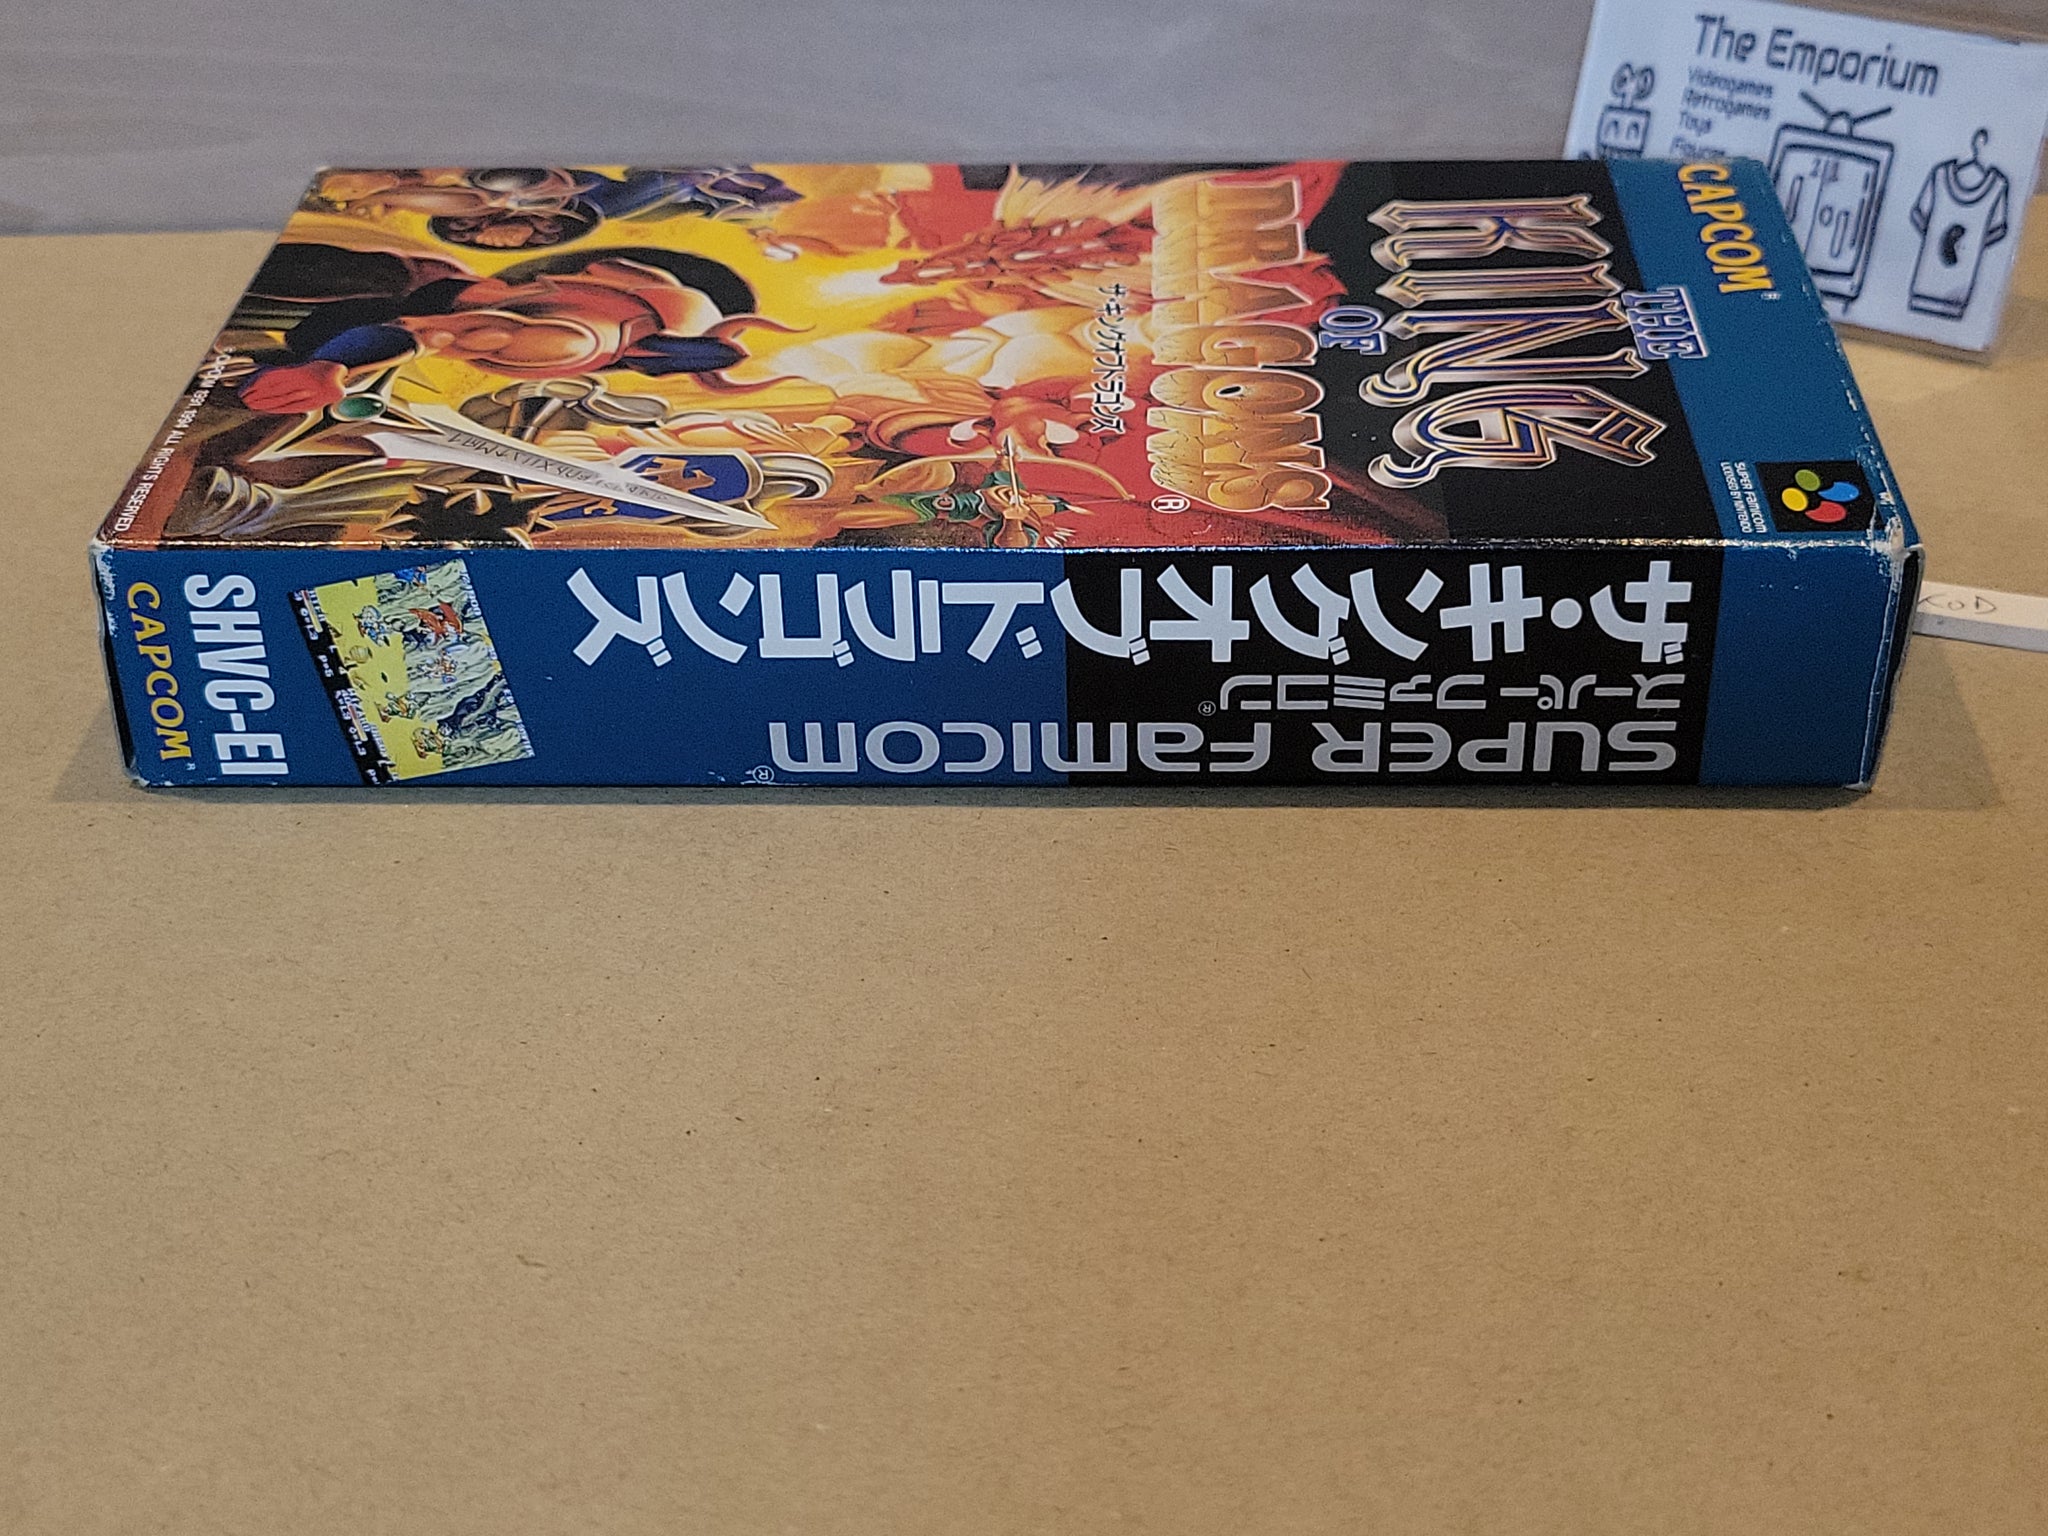 The Emporium
Videogames
Retrogames
Toys
CAPCOM®
THE
KING
OF
DRAGONS®
ザ・キングオブドラゴンズ
SUPER FAMICOM
LICENSED BY NINTENDO
1991 1994 ALL RIGHTS RESERVED
ザ・キングオブドラゴンズ
スーパーファミコン®
SUPER FAMICOM®
SHVC-EI
CAPCOM®